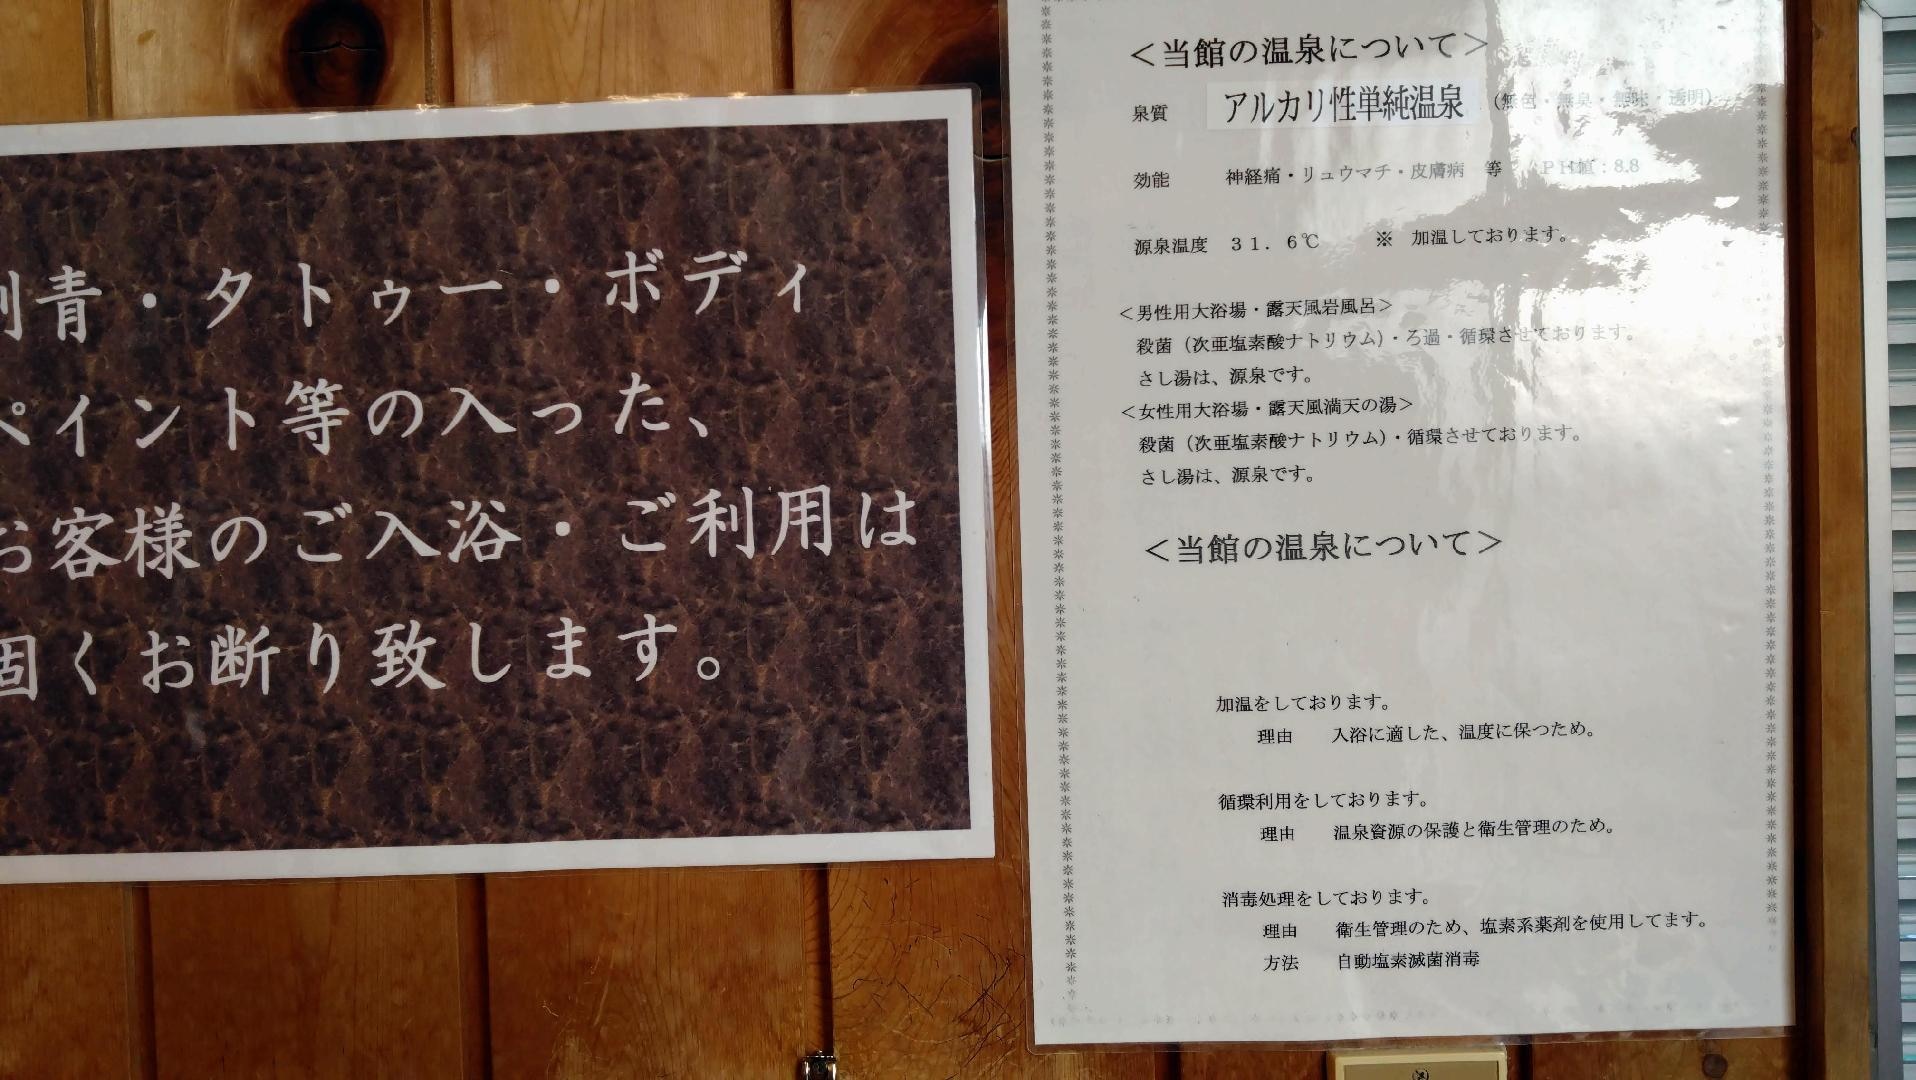 刺青・タトゥー・ボディ
ペイント等の入った、
お客様のご入浴・ご利用は
固くお断り致します。
＜当館の温泉について＞
泉質 アルカリ性単純温泉 （無色・無臭・無味・透明）
効能 神経痛・リュウマチ・皮膚病 等 ＰＨ値：8.8
源泉温度 ３１．６℃ ※ 加温しております。
＜男性用大浴場・露天風岩風呂＞
殺菌（次亜塩素酸ナトリウム）・ろ過・循環させております。
さし湯は、源泉です。
＜女性用大浴場・露天風満天の湯＞
殺菌（次亜塩素酸ナトリウム）・循環させております。
さし湯は、源泉です。
＜当館の温泉について＞
加温をしております。
理由 入浴に適した、温度に保つため。
循環利用をしております。
理由 温泉資源の保護と衛生管理のため。
消毒処理をしております。
理由 衛生管理のため、塩素系薬剤を使用してます。
方法 自動塩素滅菌消毒